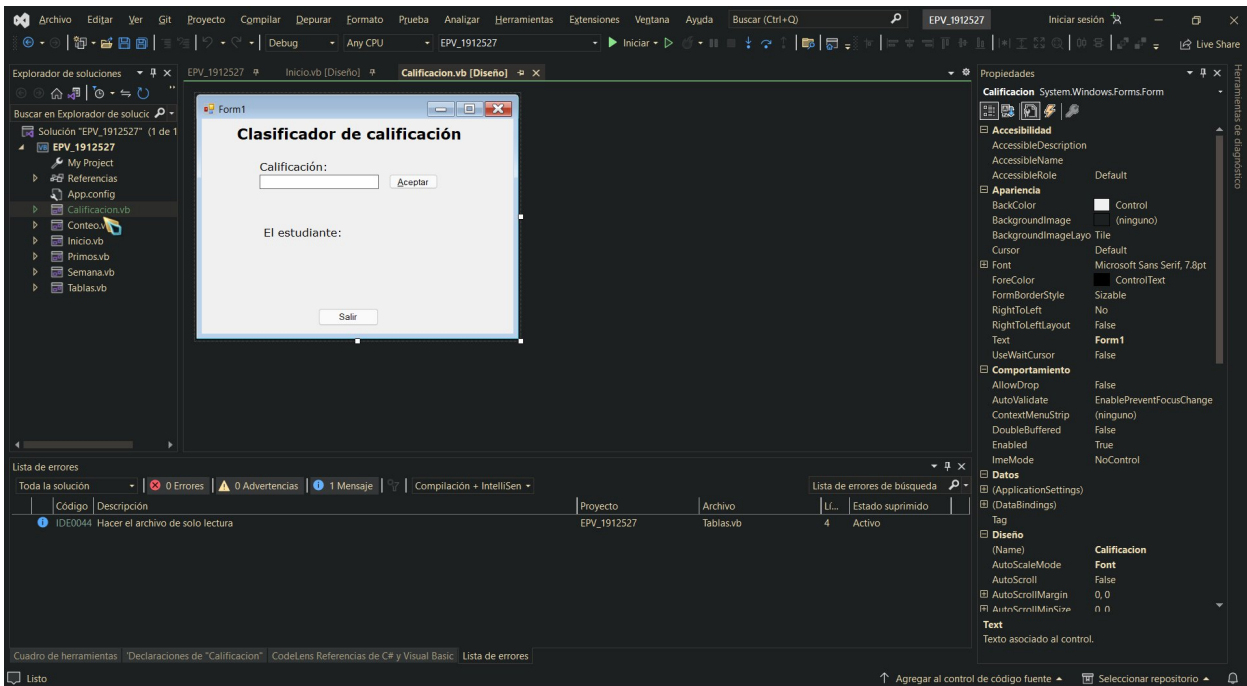 Archivo Editar Ver Git Proyecto Compilar Depurar Formato Prueba Analizar Herramientas Extensiones Ventana Ayuda Buscar (Ctrl+Q) EPV_1912527 Iniciar sesión
Debug Any CPU EPV_1912527 Iniciar Live Share
Explorador de soluciones
Buscar en Explorador de solucic
Solución "EPV_1912527" (1 de 1
EPV_1912527
My Project
Referencias
App.config
Calificacion.vb
Conteo.v
Inicio.vb
Primos.vb
Semana.vb
Tablas.vb
EPV_1912527 Inicio.vb [Diseño] Calificacion.vb [Diseño]
Form1
Clasificador de calificación
Calificación:
Aceptar
El estudiante:
Salir
Propiedades
Calificacion System.Windows.Forms.Form
Accesibilidad
AccessibleDescription
AccessibleName
AccessibleRole Default
Apariencia
BackColor Control
BackgroundImage (ninguno)
BackgroundImageLayo Tile
Cursor Default
Font Microsoft Sans Serif, 7.8pt
ForeColor ControlText
FormBorderStyle Sizable
RightToLeft No
RightToLeftLayout False
Text Form1
UseWaitCursor False
Comportamiento
AllowDrop False
AutoValidate EnablePreventFocusChange
ContextMenuStrip (ninguno)
DoubleBuffered False
Enabled True
ImeMode NoControl
Datos
(ApplicationSettings)
(DataBindings)
Tag
Diseño
(Name) Calificacion
AutoScaleMode Font
AutoScroll False
AutoScrollMargin 0, 0
AutoScrollMinSize 0, 0
Text
Texto asociado al control.
Herramientas de diagnóstico
Lista de errores
Toda la solución 0 Errores 0 Advertencias 1 Mensaje Compilación + IntelliSen Lista de errores de búsqueda
Código Descripción Proyecto Archivo Lí... Estado suprimido
IDE0044 Hacer el archivo de solo lectura EPV_1912527 Tablas.vb 4 Activo
Cuadro de herramientas 'Declaraciones de "Calificacion" CodeLens Referencias de C# y Visual Basic Lista de errores
Listo Agregar al control de código fuente Seleccionar repositorio